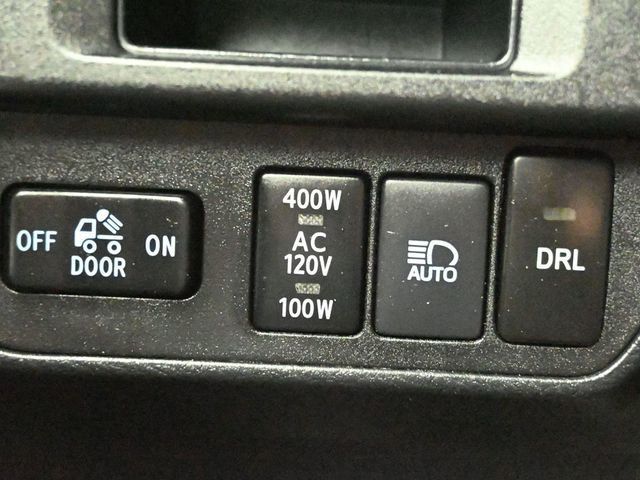 OFF DOOR ON
400W
AC
120V
100W
AUTO
DRL